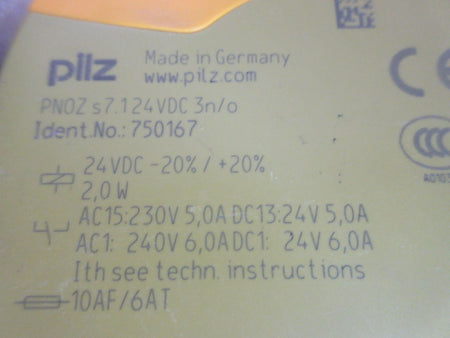 pilz
Made in Germany
www.pilz.com
PNOZ s7.1 24VDC 3n/o
Ident.No.: 750167
24VDC -20% / +20%
2,0 W
AC15:230V 5,0A DC13:24V 5,0A
AC1: 240V 6,0A DC1: 24V 6,0A
Ith see techn. instructions
10AF/6AT
CE
CCC